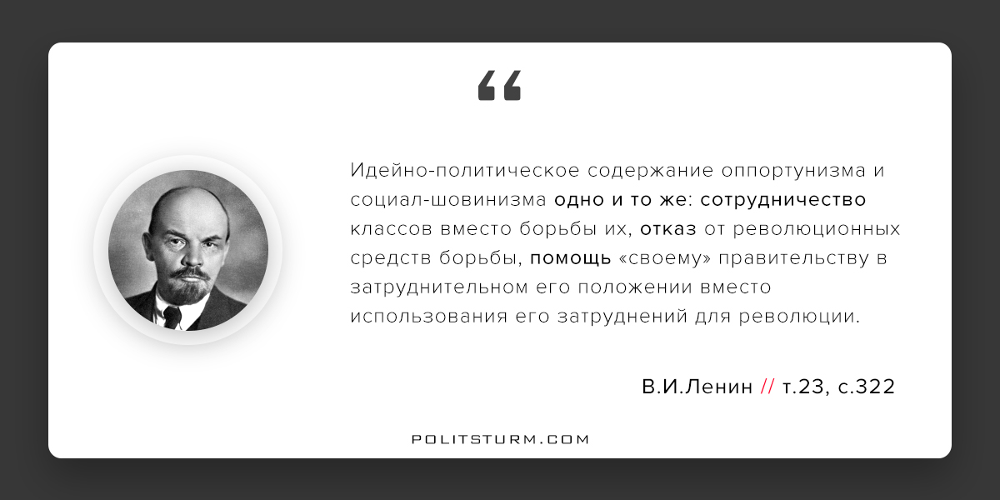 “
Идейно-политическое содержание оппортунизма и
социал-шовинизма одно и то же: сотрудничество
классов вместо борьбы их, отказ от революционных
средств борьбы, помощь «своему» правительству в
затруднительном его положении вместо
использования его затруднений для революции.
В.И.Ленин // т.23, с.322
POLITSTURM.COM